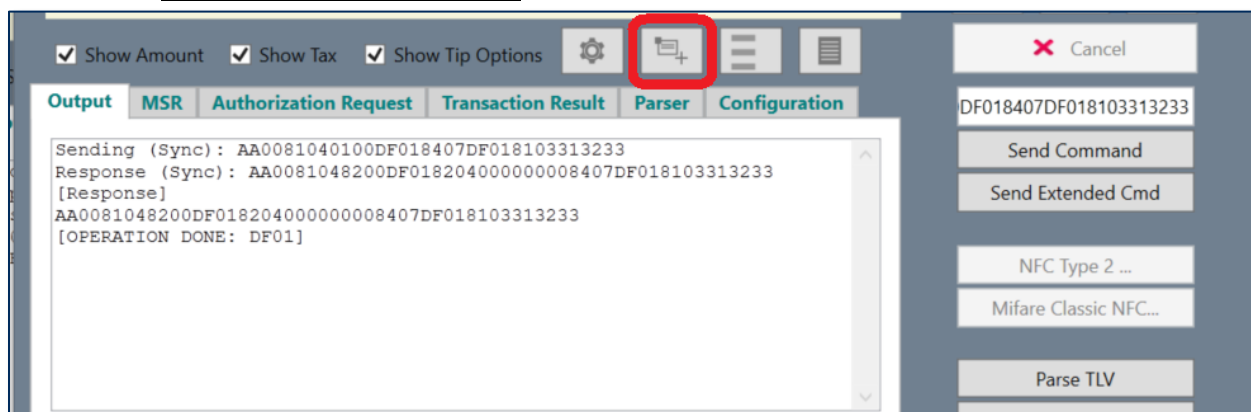 Show Amount Show Tax Show Tip Options
Cancel
Output MSR Authorization Request Transaction Result Parser Configuration
DF018407DF018103313233
Sending (Sync): AA0081040100DF018407DF018103313233
Response (Sync): AA0081048200DF018204000000008407DF018103313233
[Response]
AA0081048200DF018204000000008407DF018103313233
[OPERATION DONE: DF01]
Send Command
Send Extended Cmd
NFC Type 2 ...
Mifare Classic NFC...
Parse TLV